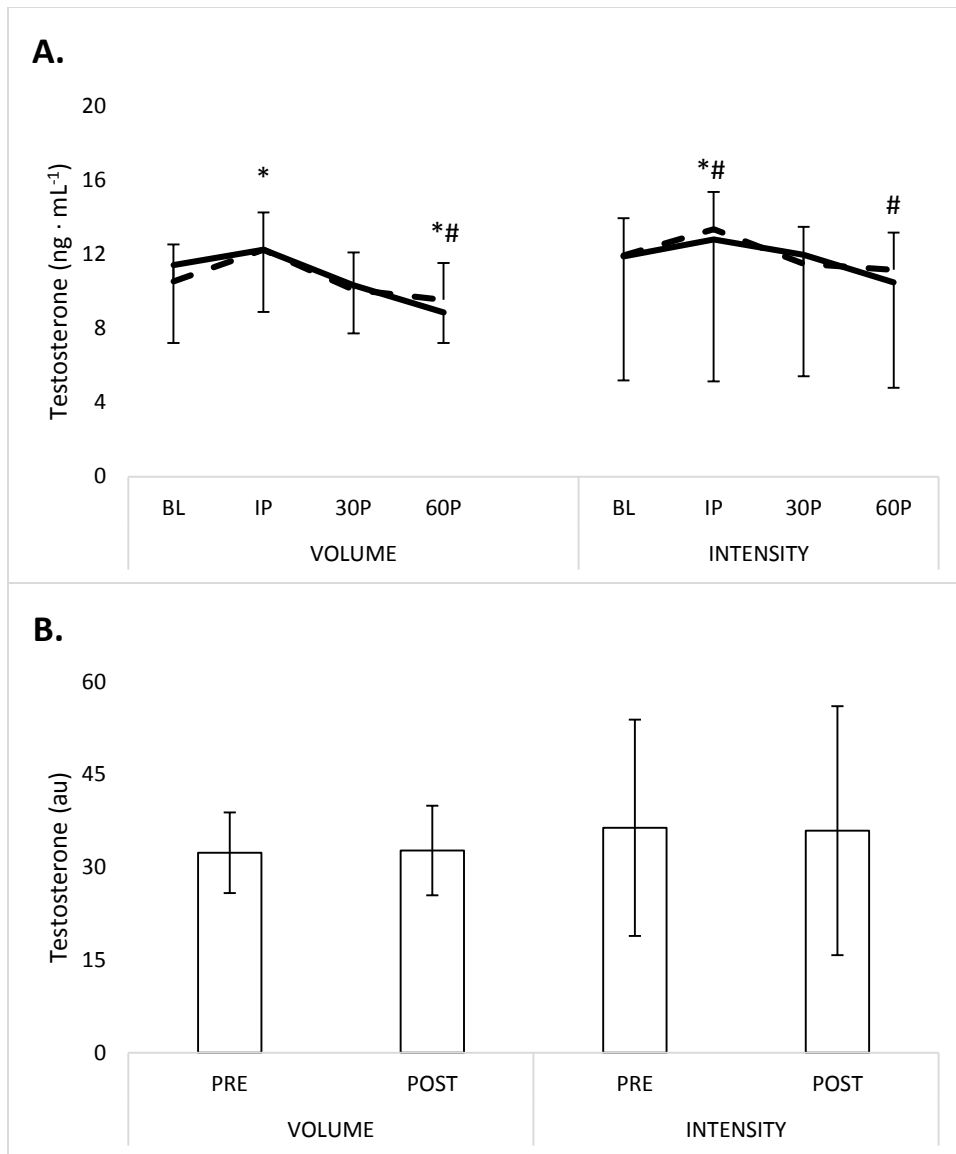 A.
Testosterone (ng · mL⁻¹)
20
16
12
8
4
0
*
*#
*#
#
BL IP 30P 60P BL IP 30P 60P
VOLUME INTENSITY
B.
Testosterone (au)
60
45
30
15
0
PRE POST PRE POST
VOLUME INTENSITY